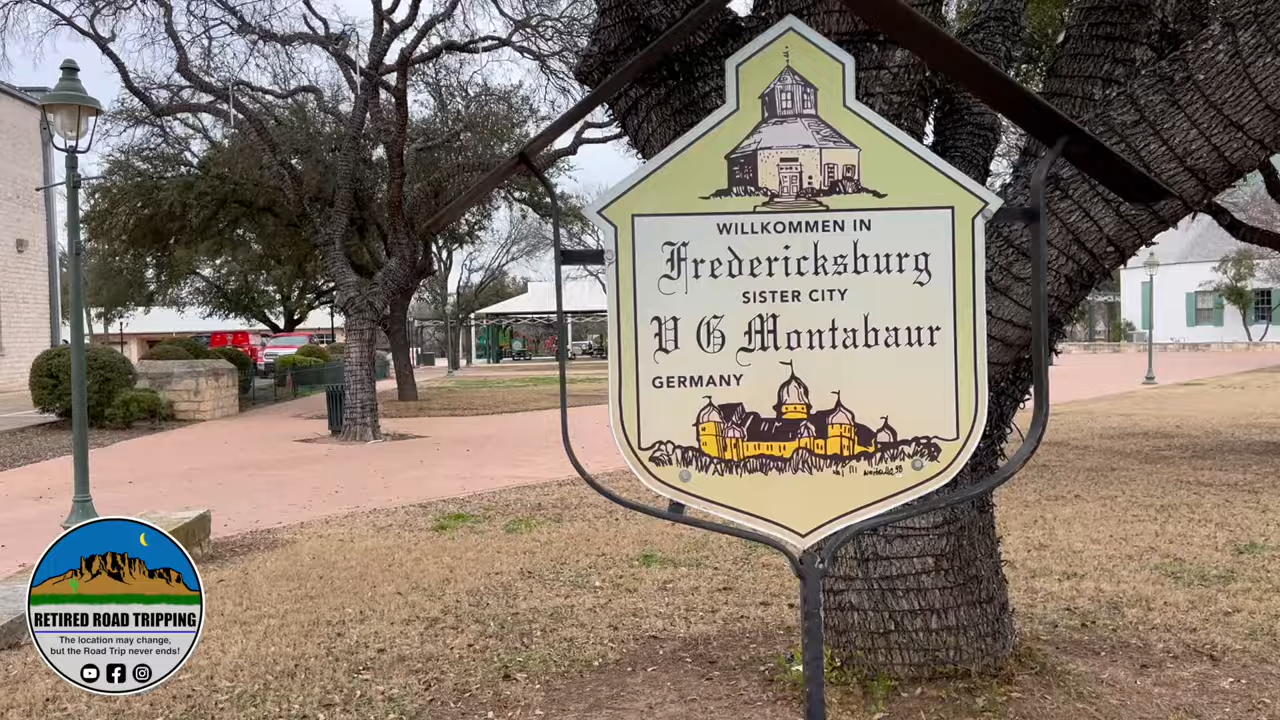 WILLKOMMEN IN
Fredericksburg
SISTER CITY
V G Montabaur
GERMANY
RETIRED ROAD TRIPPING
The location may change,
but the Road Trip never ends!